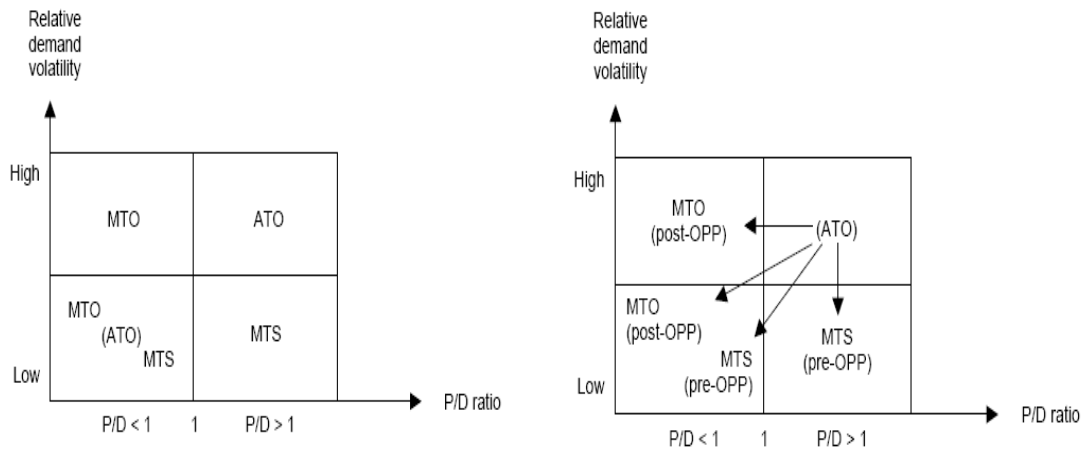 Relative
demand
volatility
High
MTO
ATO
MTO
(ATO)
MTS
MTS
Low
P/D ratio
P/D < 1
1
P/D > 1
Relative
demand
volatility
High
MTO
(post-OPP)
(ATO)
MTO
(post-OPP)
MTS
(pre-OPP)
MTS
(pre-OPP)
Low
P/D ratio
P/D < 1
1
P/D > 1